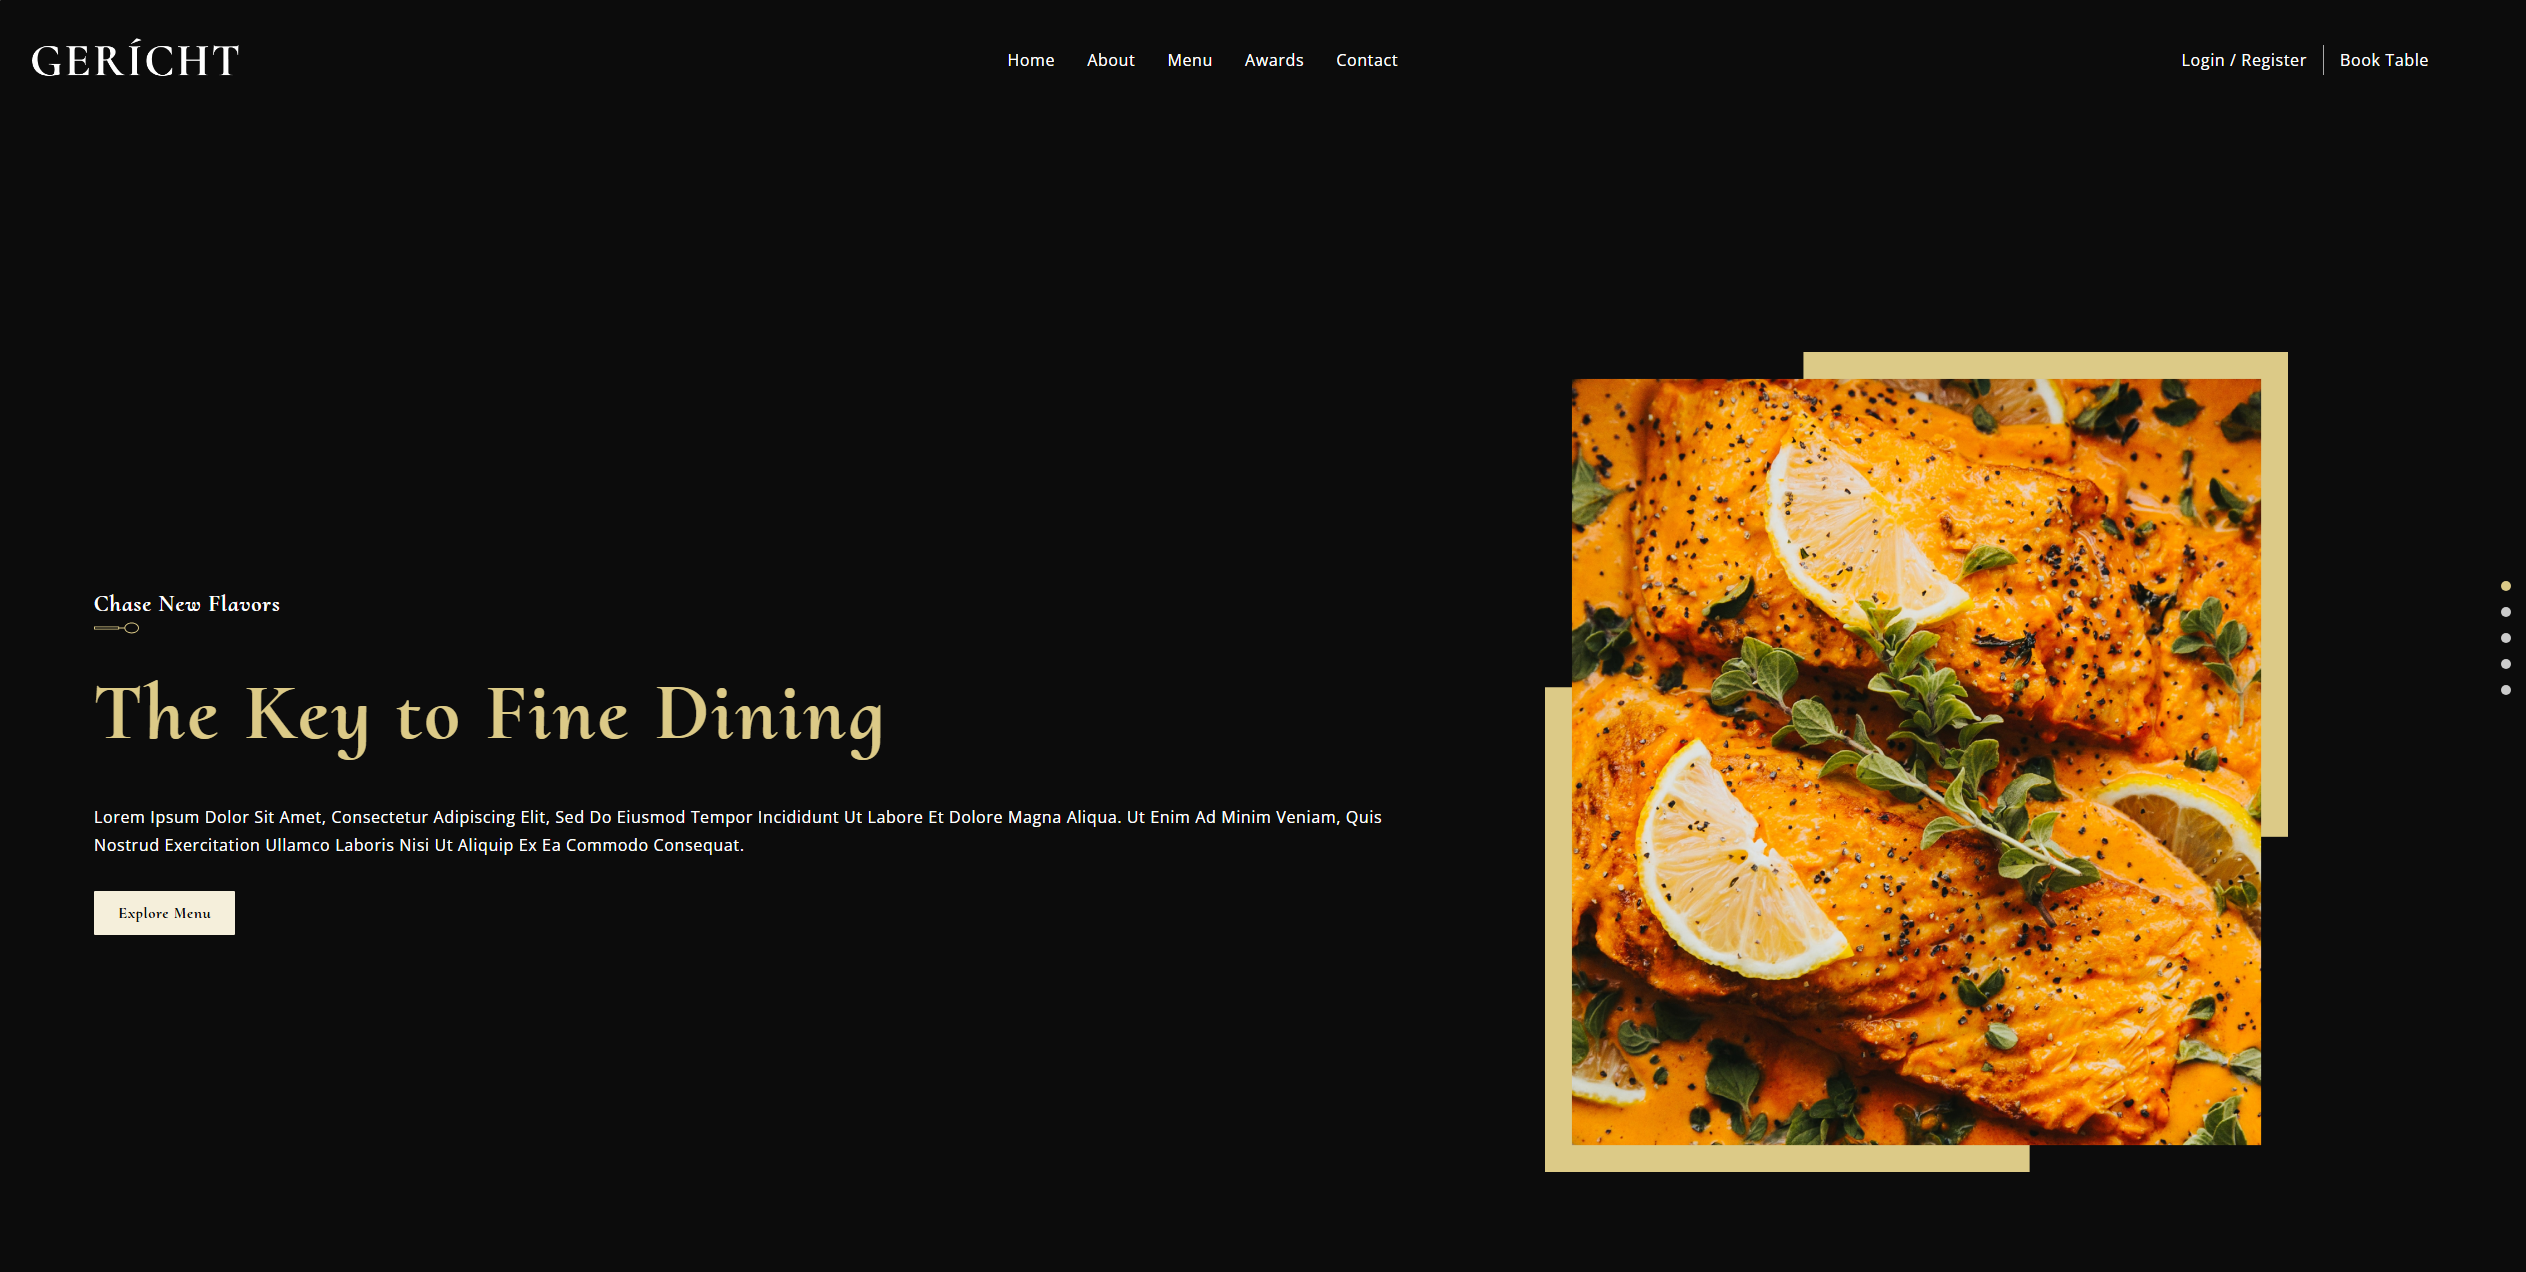 GERÍCHT
Home About Menu Awards Contact
Login / Register Book Table
Chase New Flavors
The Key to Fine Dining
Lorem Ipsum Dolor Sit Amet, Consectetur Adipiscing Elit, Sed Do Eiusmod Tempor Incididunt Ut Labore Et Dolore Magna Aliqua. Ut Enim Ad Minim Veniam, Quis
Nostrud Exercitation Ullamco Laboris Nisi Ut Aliquip Ex Ea Commodo Consequat.
Explore Menu